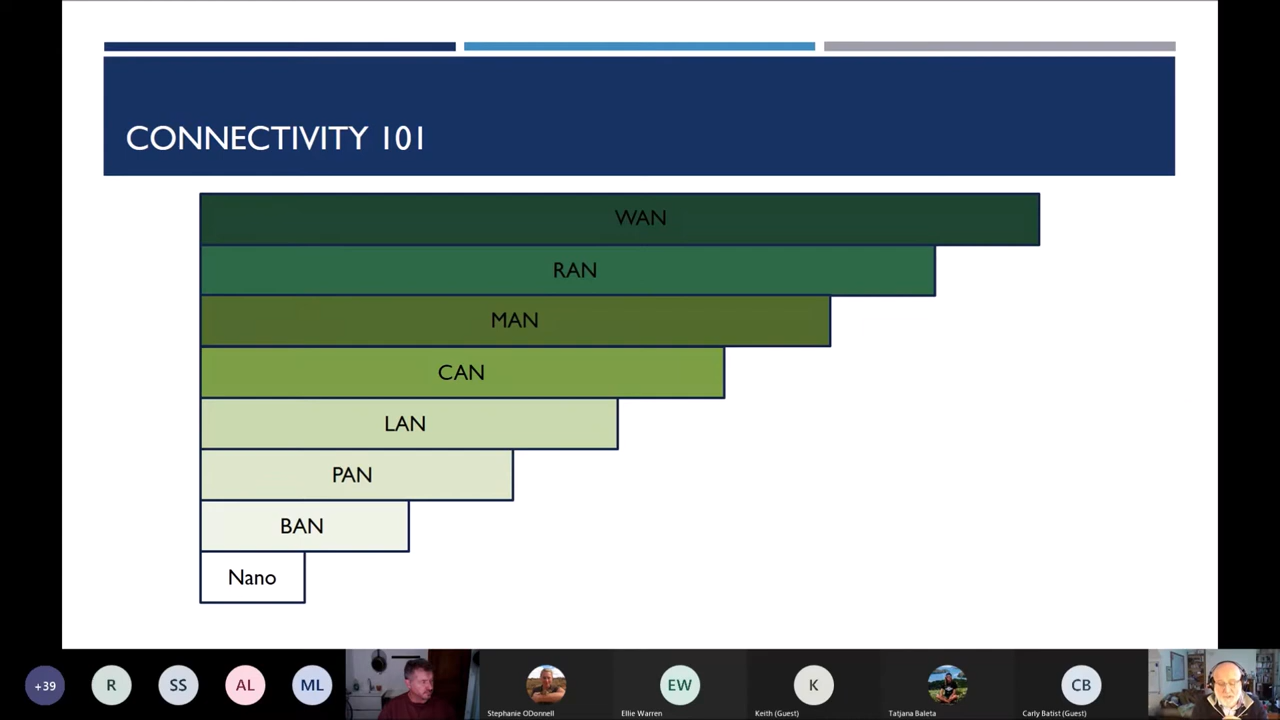 CONNECTIVITY 101
WAN
RAN
MAN
CAN
LAN
PAN
BAN
Nano
+39
R
SS
AL
ML
Stephanie ODonnell
EW
Ellie Warren
K
Keith (Guest)
Tatjana Baleta
CB
Carly Batist (Guest)